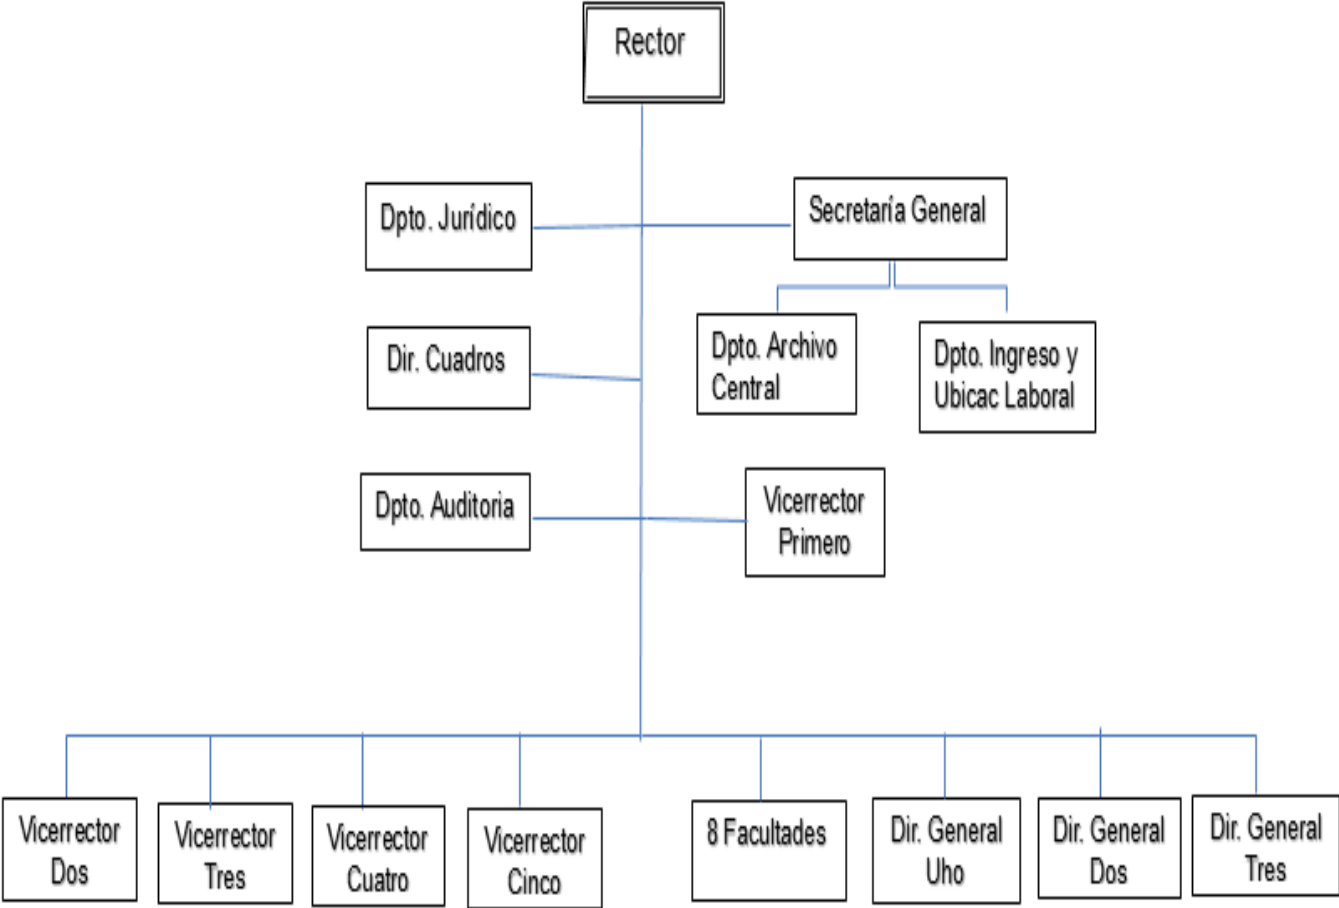 Rector
Dpto. Jurídico
Secretaría General
Dir. Cuadros
Dpto. Archivo
Central
Dpto. Ingreso y
Ubicac Laboral
Dpto. Auditoria
Vicerrector
Primero
Vicerrector
Dos
Vicerrector
Tres
Vicerrector
Cuatro
Vicerrector
Cinco
8 Facultades
Dir. General
Uho
Dir. General
Dos
Dir. General
Tres